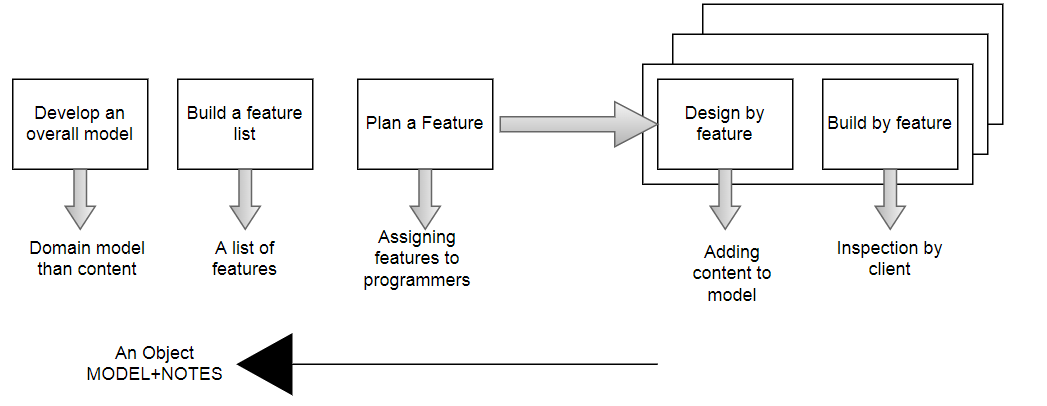 Develop an
overall model
Build a feature
list
Plan a Feature
Design by
feature
Build by feature
Domain model
than content
A list of
features
Assigning
features to
programmers
Adding
content to
model
Inspection by
client
An Object
MODEL+NOTES